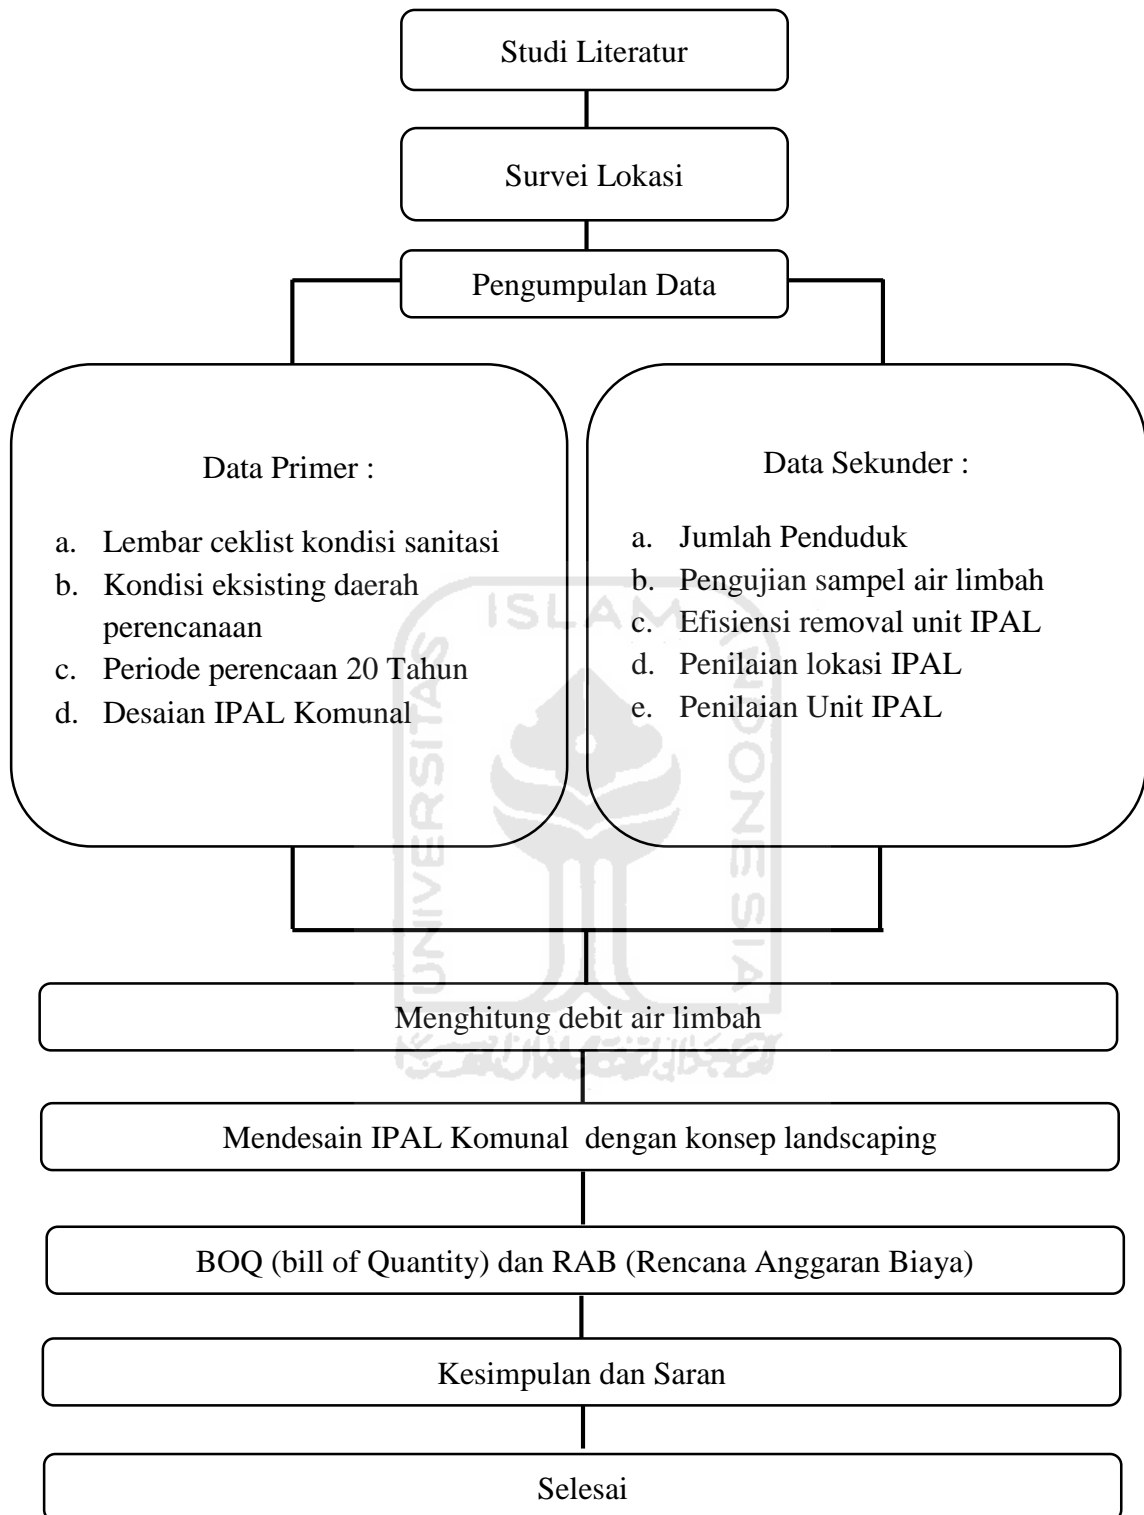 Studi Literatur
Survei Lokasi
Pengumpulan Data
Data Primer :
a. Lembar ceklist kondisi sanitasi
b. Kondisi eksisting daerah
perencanaan
c. Periode perencaan 20 Tahun
d. Desaian IPAL Komunal
Data Sekunder :
a. Jumlah Penduduk
b. Pengujian sampel air limbah
c. Efisiensi removal unit IPAL
d. Penilaian lokasi IPAL
e. Penilaian Unit IPAL
UNIVERSITAS
ISLAM
INDONESIA
Menghitung debit air limbah
Mendesain IPAL Komunal dengan konsep landscaping
BOQ (bill of Quantity) dan RAB (Rencana Anggaran Biaya)
Kesimpulan dan Saran
Selesai